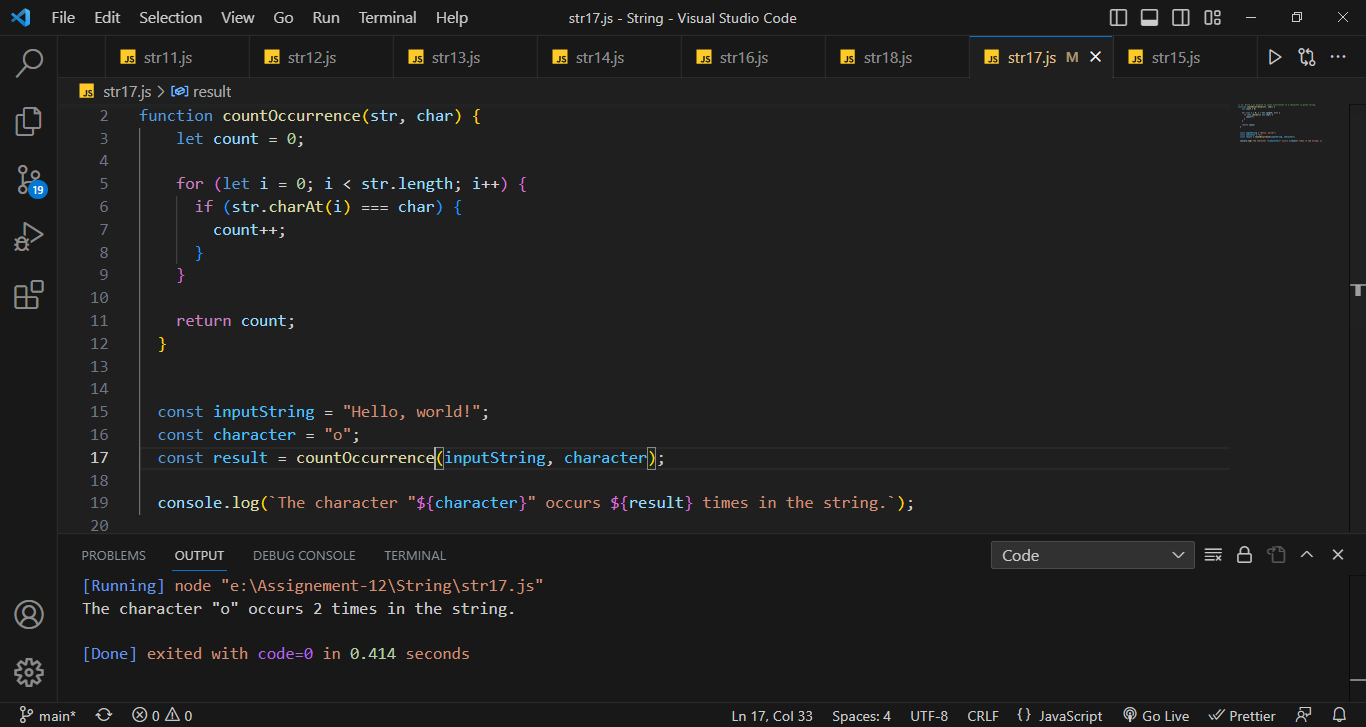 File Edit Selection View Go Run Terminal Help str17.js - String - Visual Studio Code
JS str11.js JS str12.js JS str13.js JS str14.js JS str16.js JS str18.js JS str17.js M JS str15.js
JS str17.js > result
2 function countOccurrence(str, char) {
3 let count = 0;
4
5 for (let i = 0; i < str.length; i++) {
6 if (str.charAt(i) === char) {
7 count++;
8 }
9 }
10
11 return count;
12 }
13
14
15 const inputString = "Hello, world!";
16 const character = "o";
17 const result = countOccurrence(inputString, character);
18
19 console.log(`The character "${character}" occurs ${result} times in the string.`);
20
19
PROBLEMS OUTPUT DEBUG CONSOLE TERMINAL Code
[Running] node "e:\Assignement-12\String\str17.js"
The character "o" occurs 2 times in the string.
[Done] exited with code=0 in 0.414 seconds
main* 0 0 Ln 17, Col 33 Spaces: 4 UTF-8 CRLF {} JavaScript Go Live Prettier